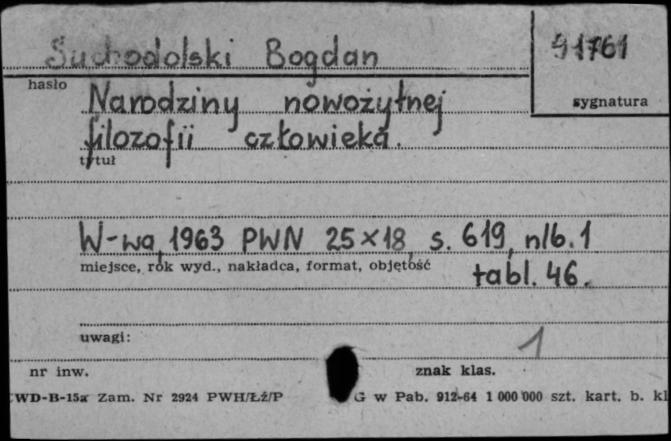 Suchodolski Bogdan 91761
hasło
sygnatura
Narodziny nowożytnej
filozofii człowieka.
tytuł
W-wa, 1963 PWN 25×18, s. 619, nlb. 1
miejsce, rok wyd., nakładca, format, objętość
tabl. 46.
uwagi:
1
nr inw. znak klas.
WD-B-15a Zam. Nr 2924 PWH/Łż/P G w Pab. 912-64 1 000 000 szt. kart. b. kl